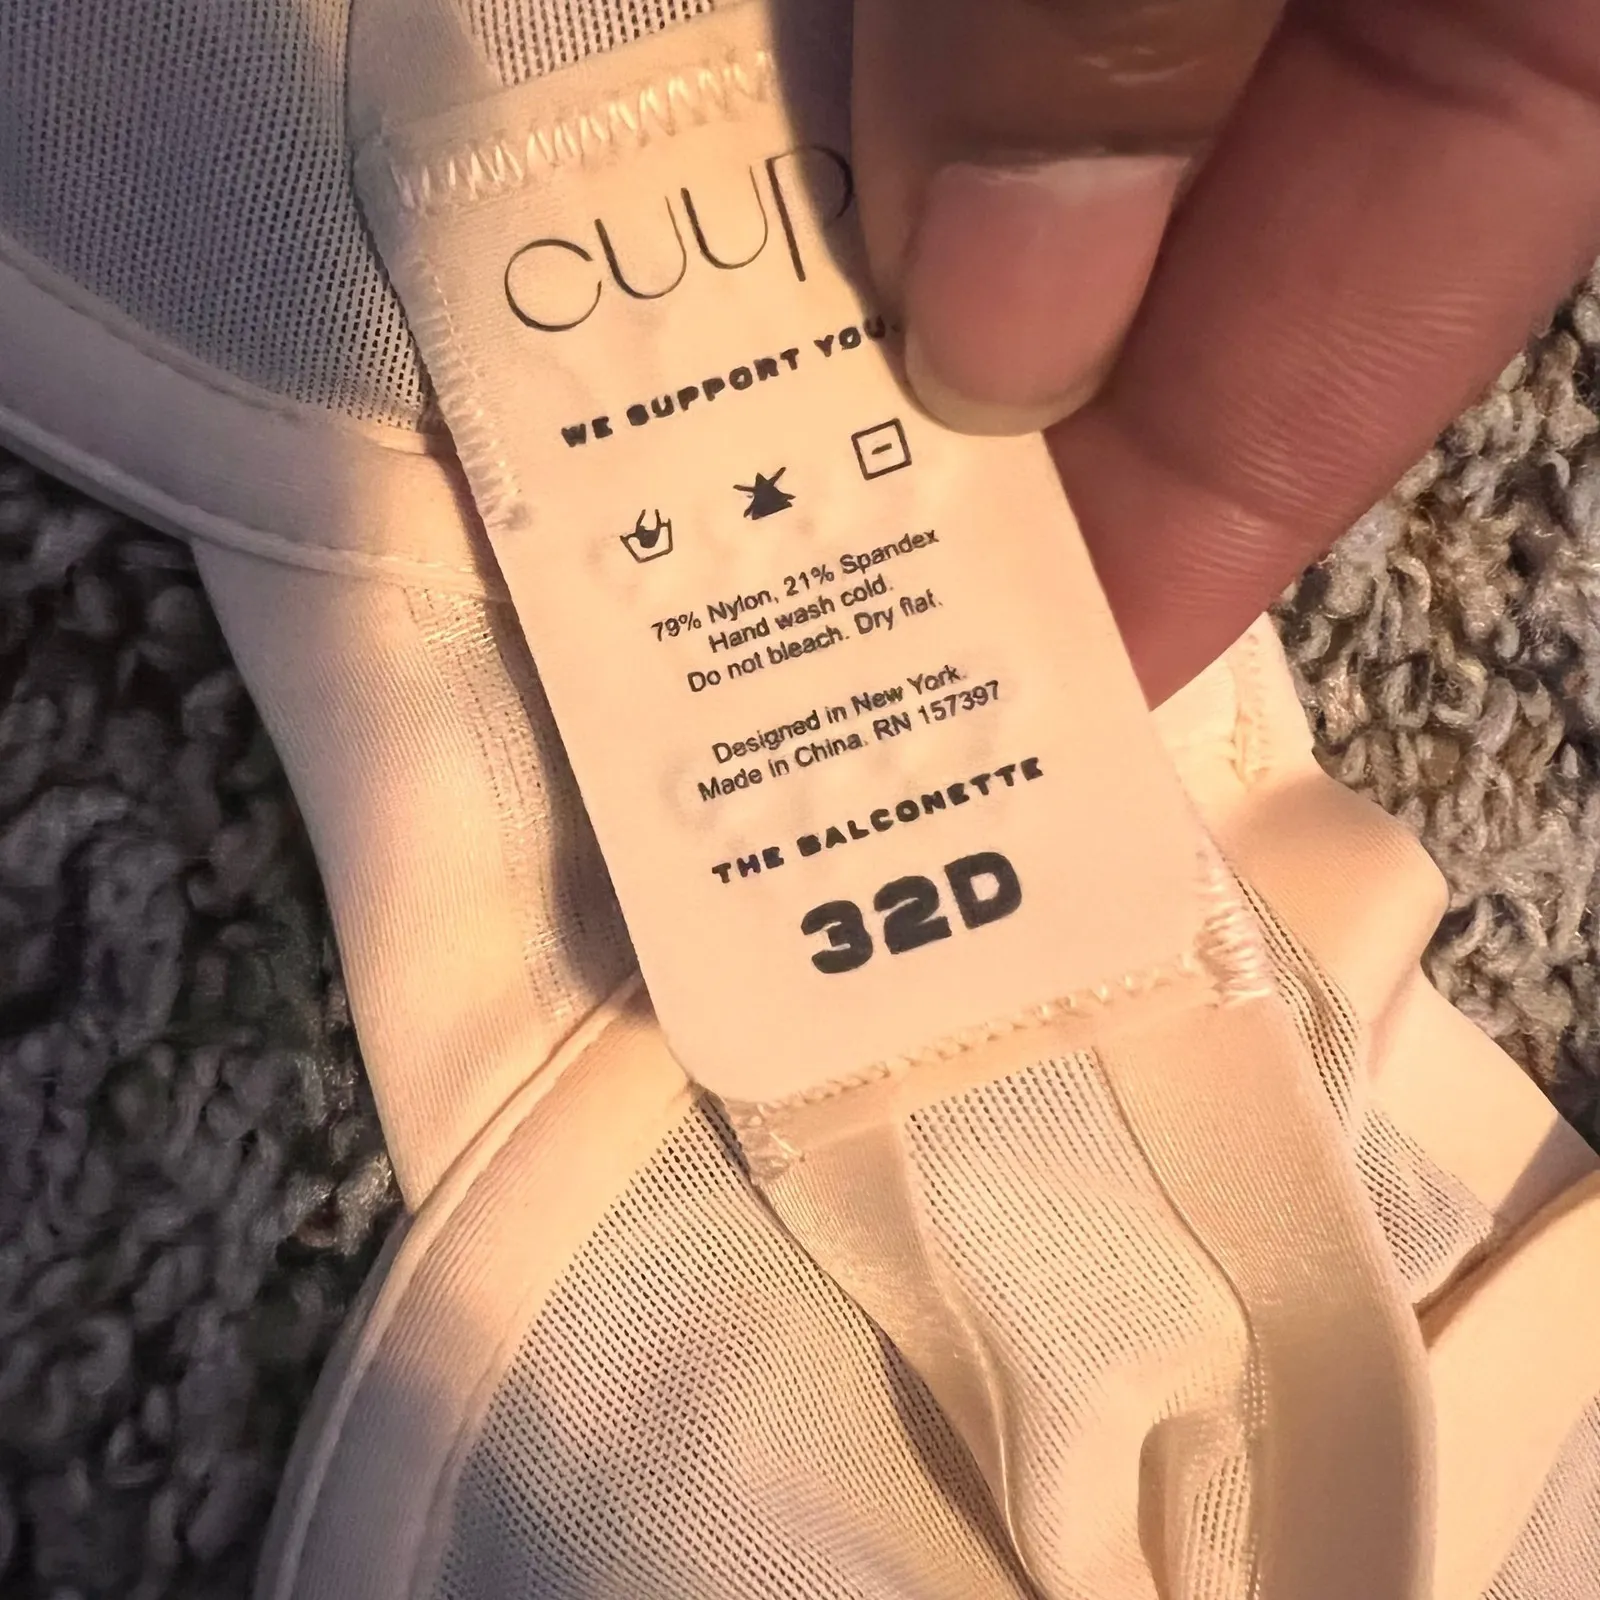 cuup
WE SUPPORT YOU.
79% Nylon, 21% Spandex
Hand wash cold.
Do not bleach. Dry flat.
Designed in New York.
Made in China. RN 157397
THE BALCONETTE
32D